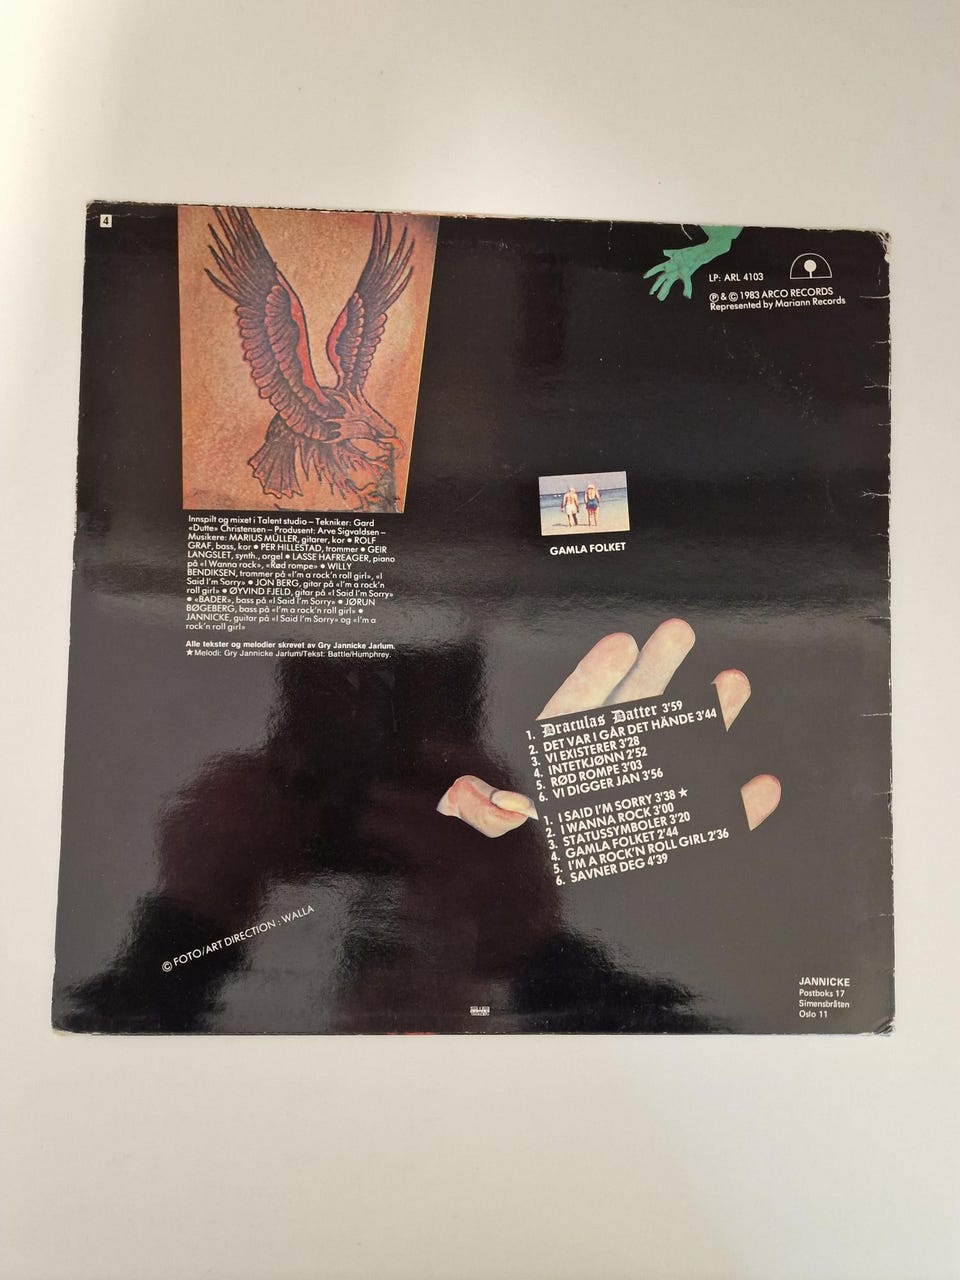 4
LP: ARL 4103
℗ & © 1983 ARCO RECORDS
Represented by Mariann Records
Innspilt og mixet i Talent studio – Tekniker: Gard
«Dutte» Christensen – Produsent: Arve Sigvaldsen –
Musikere: MARIUS MÜLLER, gitarer, kor ● ROLF
GRAF, bass, kor ● PER HILLESTAD, trommer ● GEIR
LANGSLET, synth., orgel ● LASSE HAFREAGER, piano
på «I Wanna rock», «Rød rompe» ● WILLY
BENDIKSEN, trommer på «I'm a rock'n roll girl», «I
Said I'm Sorry» ● JON BERG, gitar på «I'm a rock'n
roll girl» ● ØYVIND FJELD, gitar på «I Said I'm Sorry»
● «BADER», bass på «I Said I'm Sorry» ● JØRUN
BØGEBERG, bass på «I'm a rock'n roll girl» ●
JANNICKE, guitar på «I Said I'm Sorry» og «I'm a
rock'n roll girl»
Alle tekster og melodier skrevet av Gry Jannicke Jarlum.
★ Melodi: Gry Jannicke Jarlum/Tekst: Battle/Humphrey.
GAMLA FOLKET
1. Draculas Datter 3'59
2. DET VAR I GÅR DET HÄNDE 3'44
3. VI EXISTERER 3'28
4. INTETKJØNN 2'52
5. RØD ROMPE 3'03
6. VI DIGGER JAN 3'56
1. I SAID I'M SORRY 3'38 ★
2. I WANNA ROCK 3'00
3. STATUSSYMBOLER 3'20
4. GAMLA FOLKET 2'44
5. I'M A ROCK'N ROLL GIRL 2'36
6. SAVNER DEG 4'39
© FOTO/ART DIRECTION : WALLA
JANNICKE
Postboks 17
Simensbråten
Oslo 11